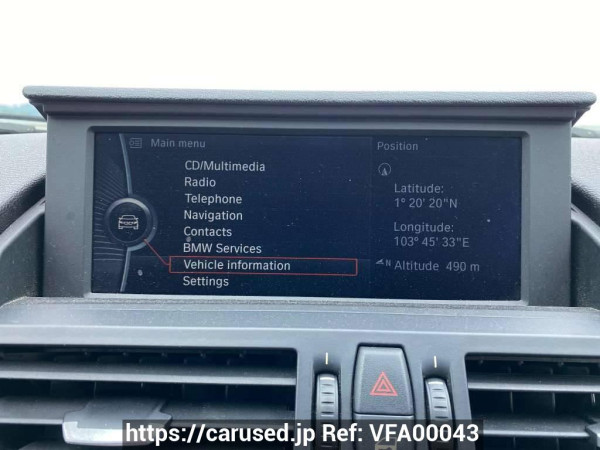 Main menu
CD/Multimedia
Radio
Telephone
Navigation
Contacts
BMW Services
Vehicle information
Settings
Position
Latitude:
1° 20' 20"N
Longitude:
103° 45' 33"E
N Altitude 490 m
https://carused.jp Ref: VFA00043